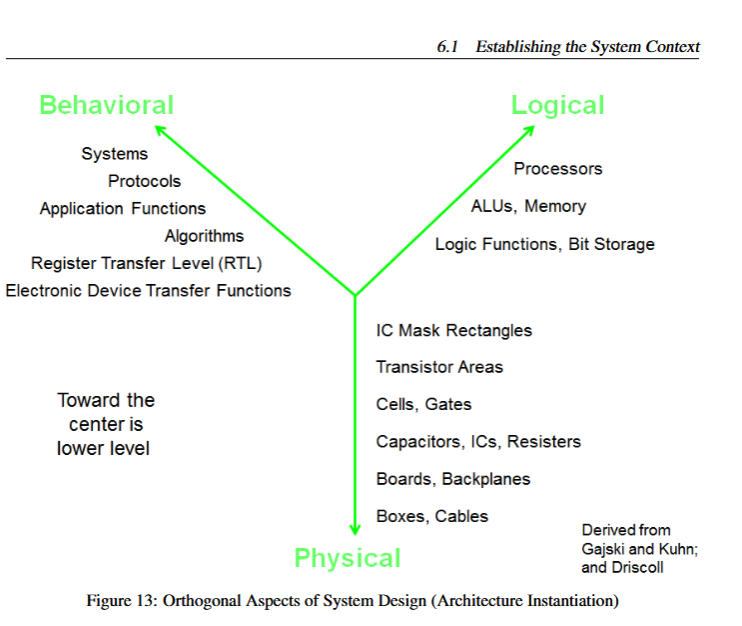 6.1 Establishing the System Context
Behavioral
Logical
Systems
Protocols
Application Functions
Algorithms
Register Transfer Level (RTL)
Electronic Device Transfer Functions
Processors
ALUs, Memory
Logic Functions, Bit Storage
IC Mask Rectangles
Transistor Areas
Cells, Gates
Capacitors, ICs, Resisters
Boards, Backplanes
Boxes, Cables
Toward the
center is
lower level
Physical
Derived from
Gajski and Kuhn;
and Driscoll
Figure 13: Orthogonal Aspects of System Design (Architecture Instantiation)